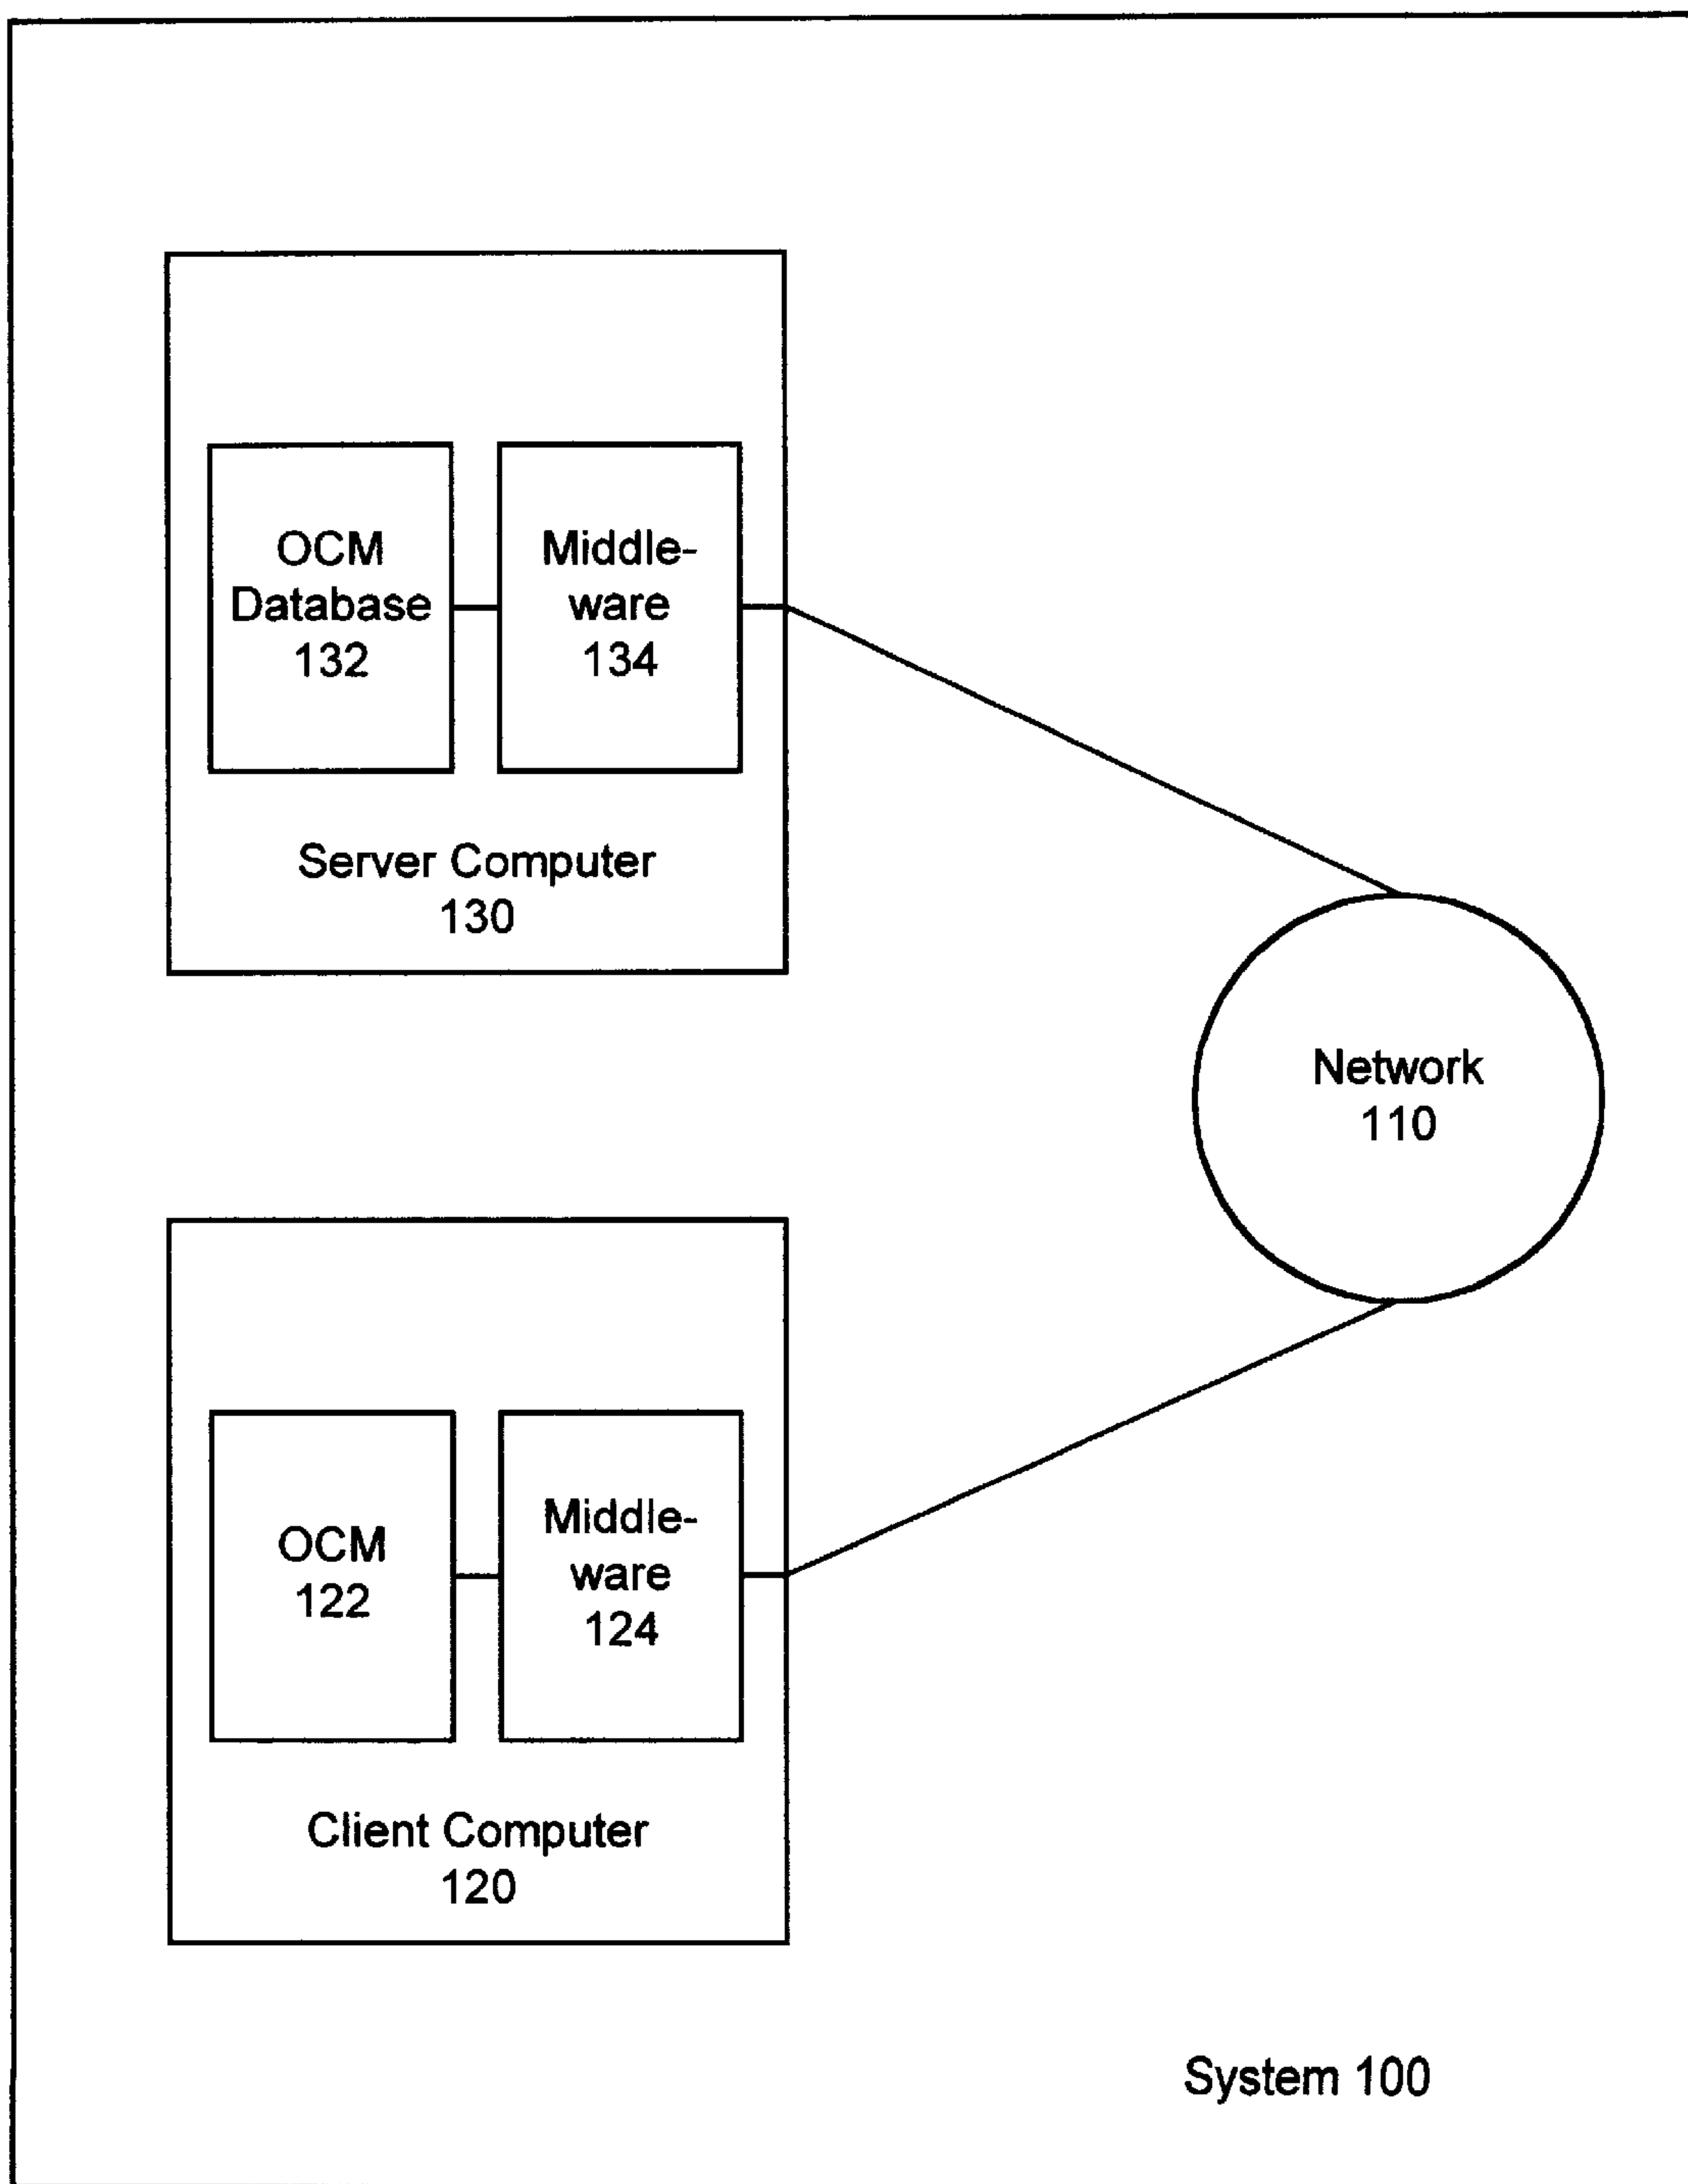 OCM
Database
132
Middle-
ware
134
Server Computer
130
Network
110
OCM
122
Middle-
ware
124
Client Computer
120
System 100